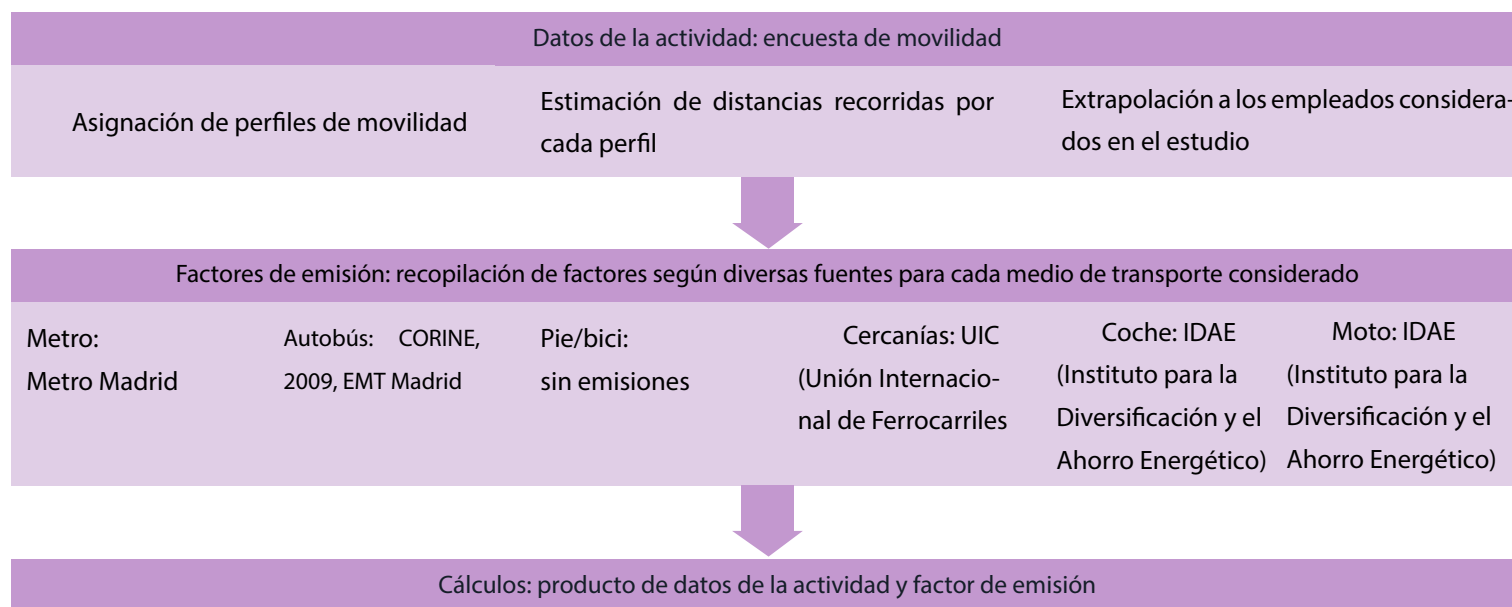 Datos de la actividad: encuesta de movilidad
Asignación de perfiles de movilidad
Estimación de distancias recorridas por
cada perfil
Extrapolación a los empleados considera-
dos en el estudio
Factores de emisión: recopilación de factores según diversas fuentes para cada medio de transporte considerado
Metro:
Metro Madrid
Autobús: CORINE,
2009, EMT Madrid
Pie/bici:
sin emisiones
Cercanías: UIC
(Unión Internacio-
nal de Ferrocarriles
Coche: IDAE
(Instituto para la
Diversificación y el
Ahorro Energético)
Moto: IDAE
(Instituto para la
Diversificación y el
Ahorro Energético)
Cálculos: producto de datos de la actividad y factor de emisión